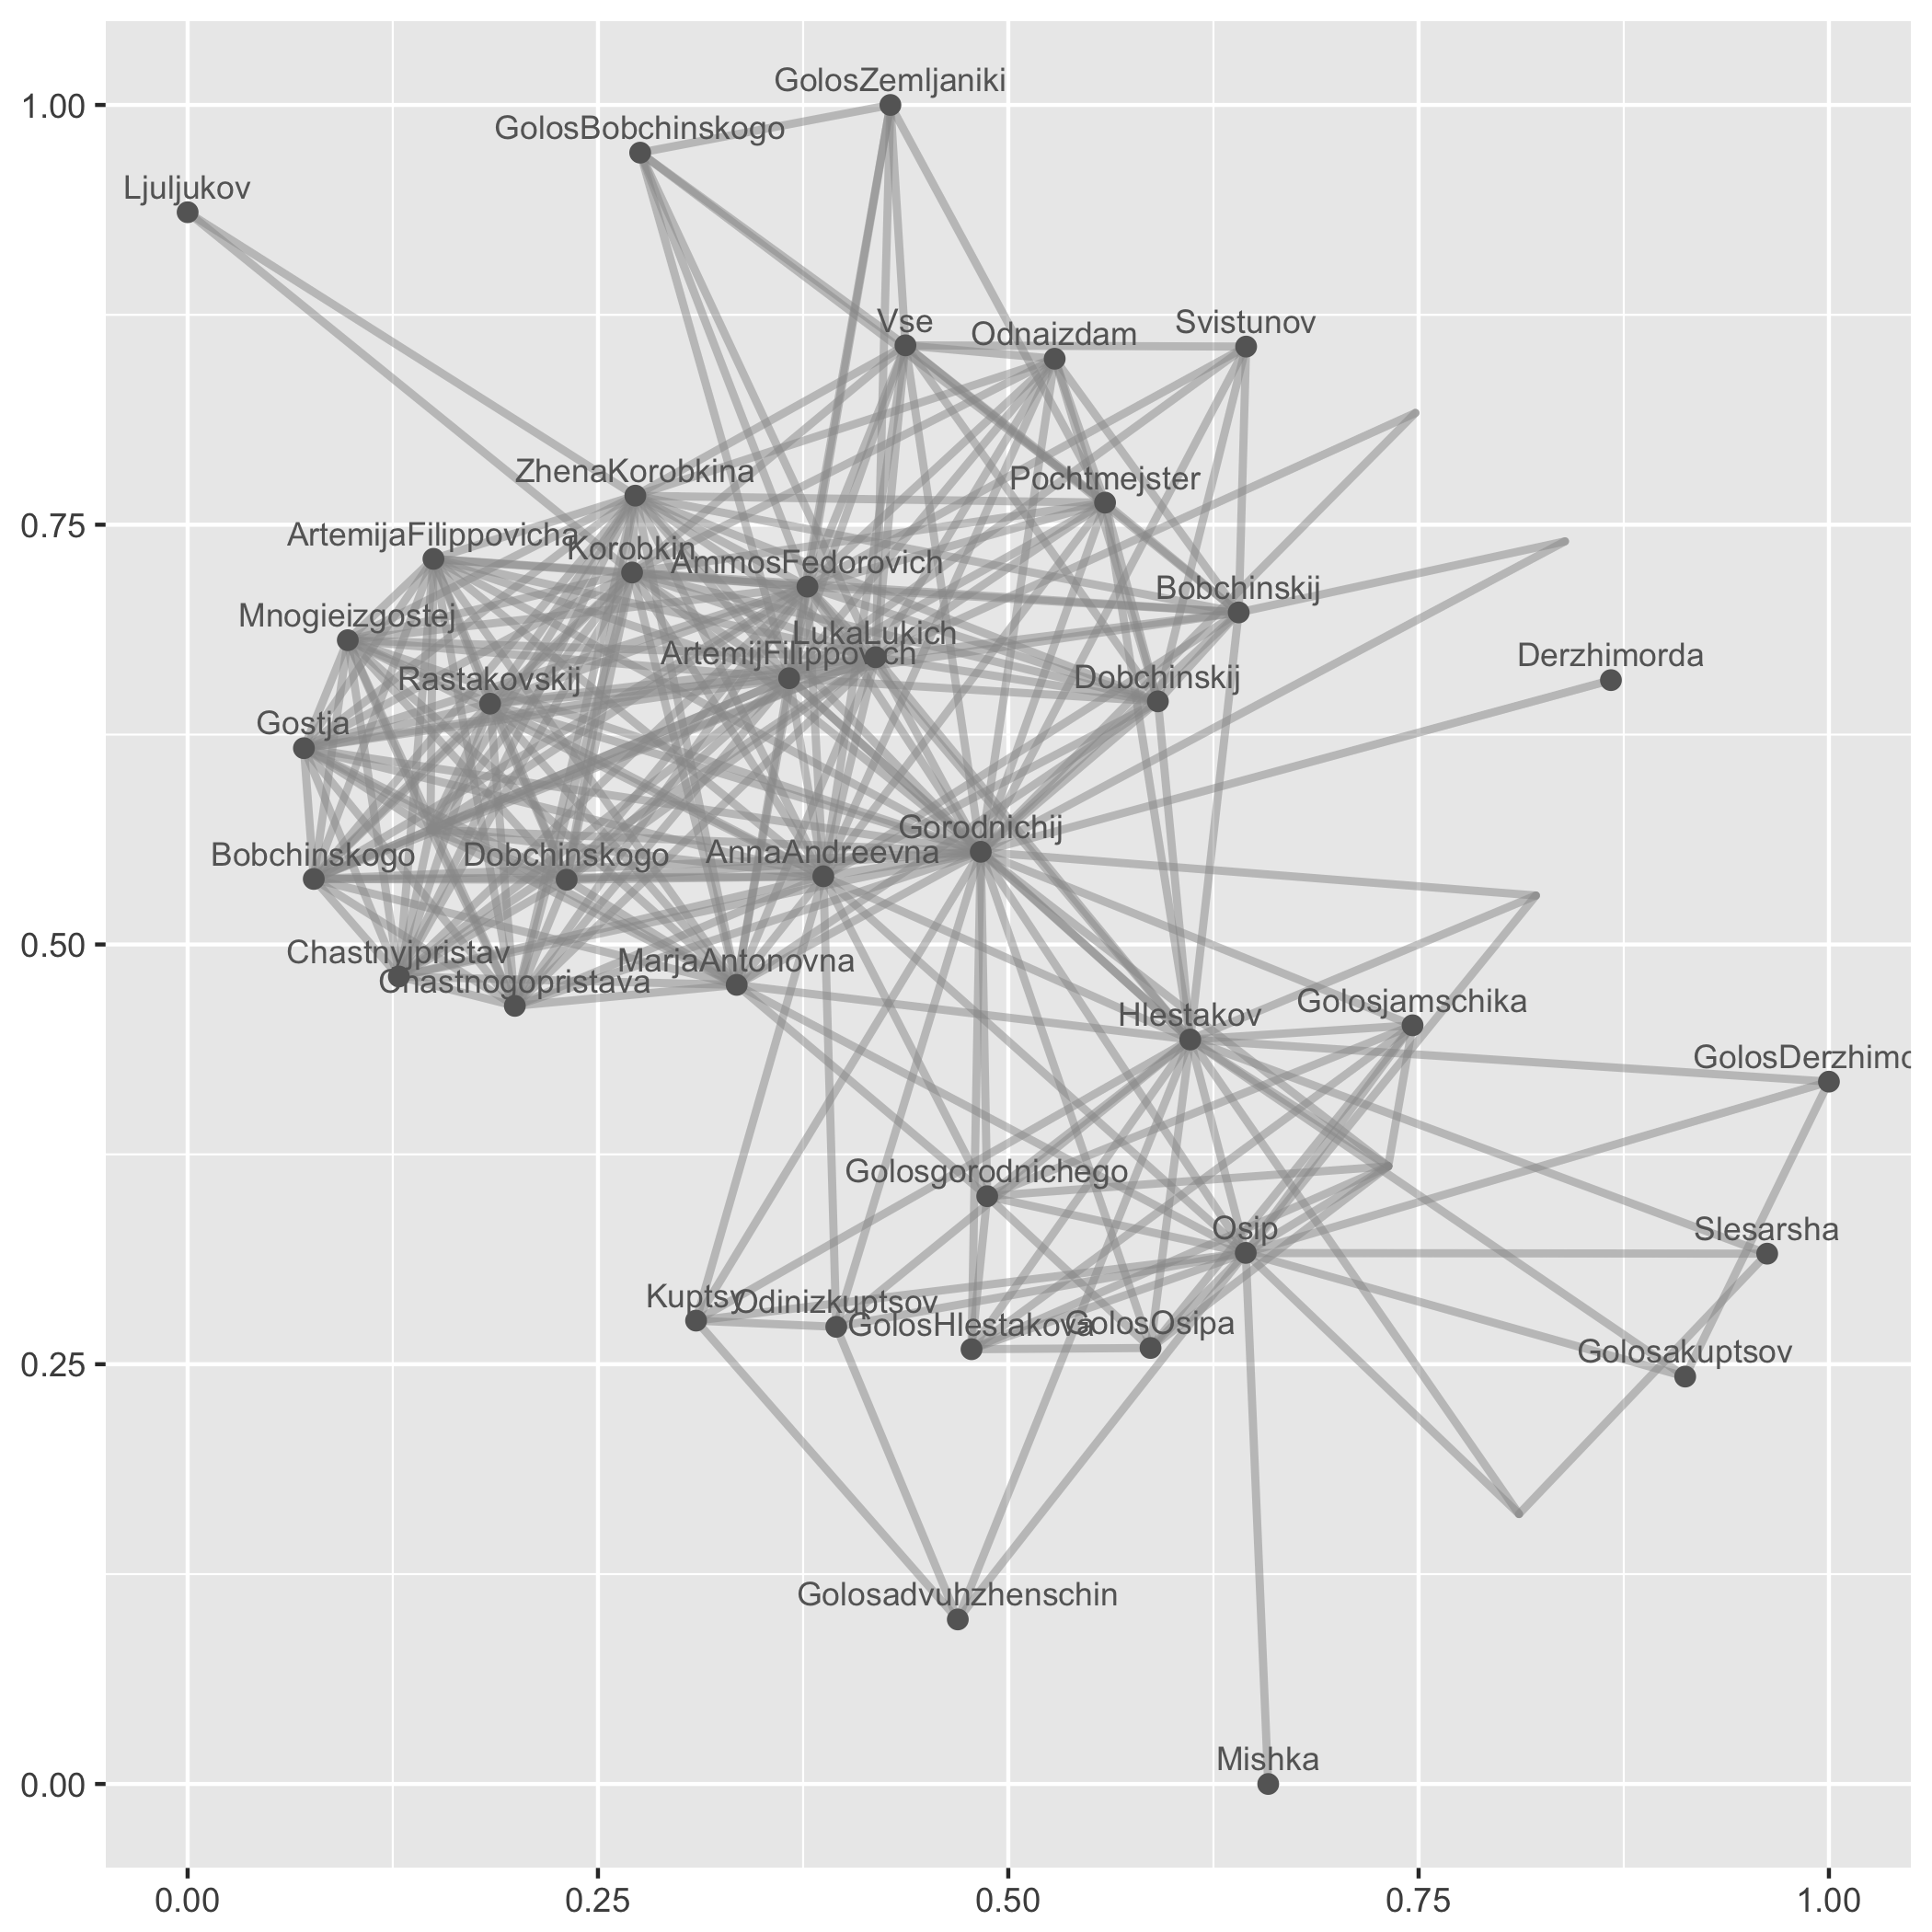 GolosZemljaniki
1.00
GolosBobchinskogo
Ljuljukov
Vse
Odnaizdam
Svistunov
ZhenaKorobkina
Pochtmejster
0.75
ArtemijaFilippovicha
Korobkin
AmmosFedorovich
Bobchinskij
Mnogieizgostej
LukaLukich
ArtemijFilippovich
Derzhimorda
Rastakovskij
Dobchinskij
Gostja
Gorodnichij
Bobchinskogo
Dobchinskogo
AnnaAndreevna
0.50
Chastnyjpristav
MarjaAntonovna
Chastnogopristava
Golosjamschika
Hlestakov
GolosDerzhimo
Golosgorodnichego
Osip
Slesarsha
Kuptsy
Odinizkuptsov
GolosHlestakova
GolosOsipa
Golosakuptsov
0.25
Golosadvuhzhenschin
Mishka
0.00
0.00 0.25 0.50 0.75 1.00